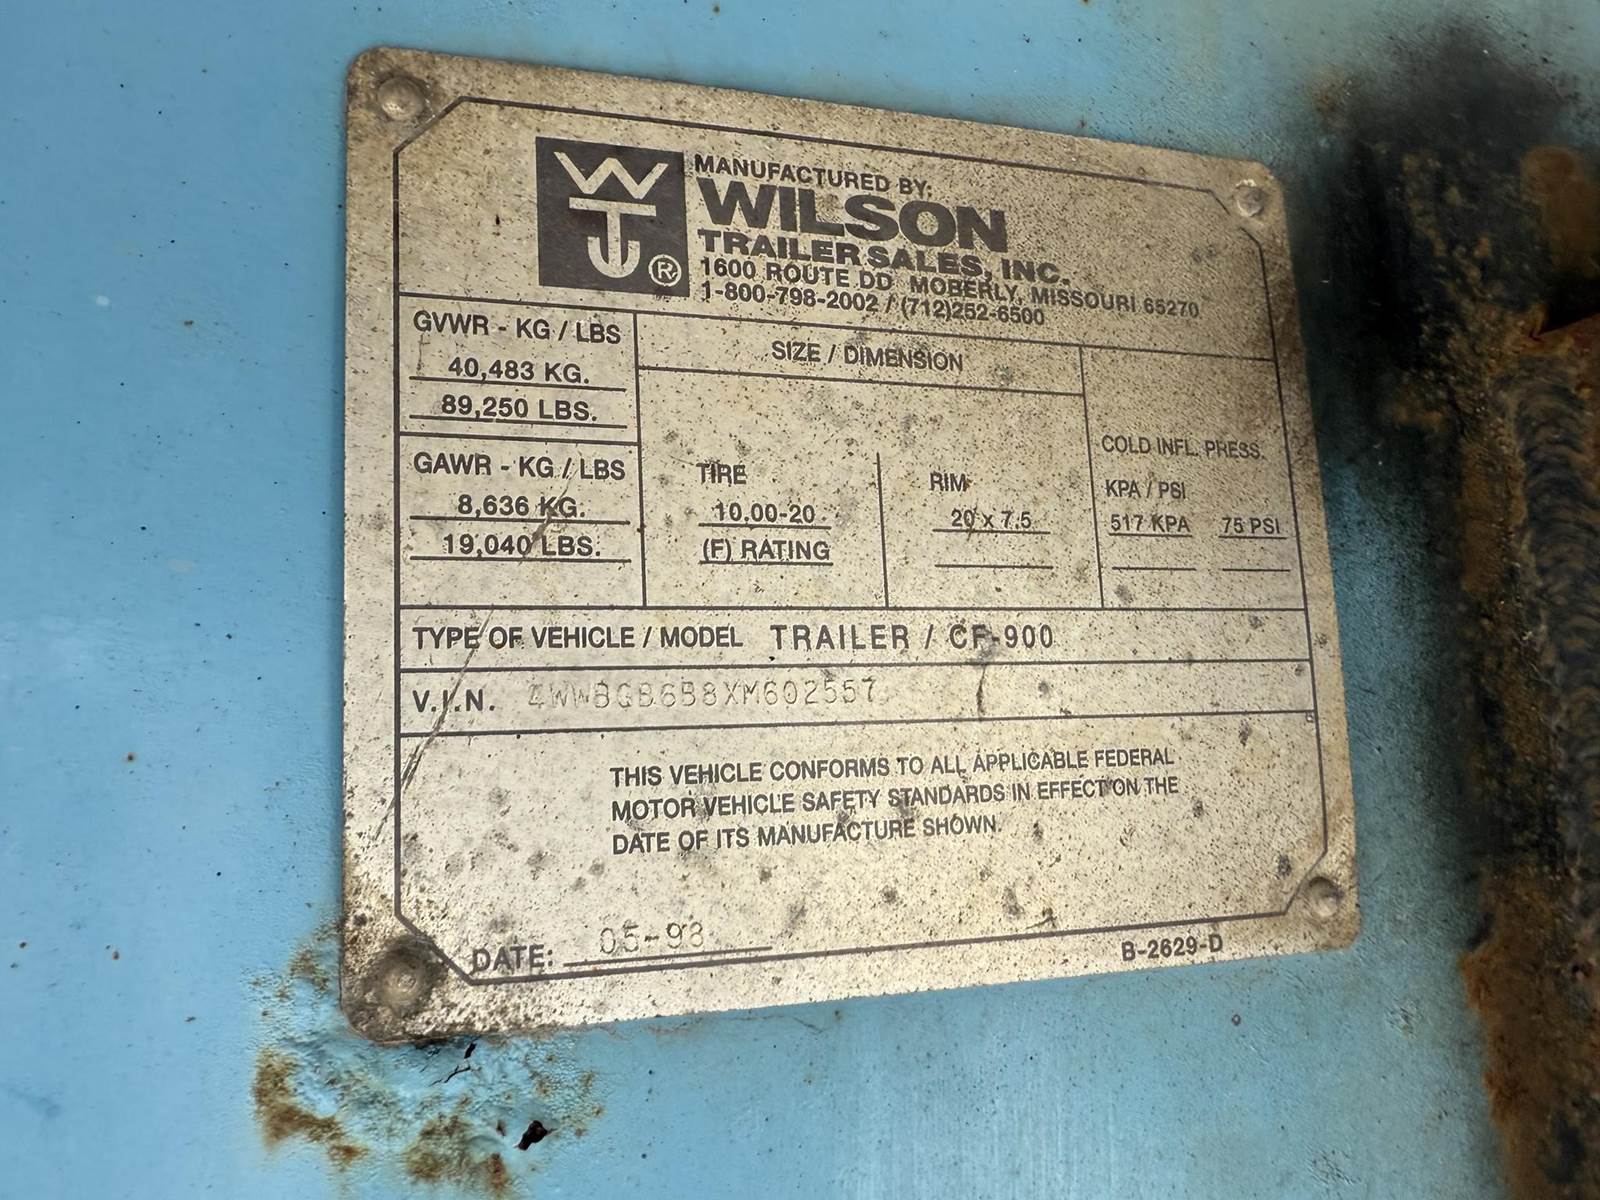 WTJ ®
MANUFACTURED BY:
WILSON
TRAILER SALES, INC.
1600 ROUTE DD MOBERLY, MISSOURI 65270
1-800-798-2002 / (712)252-6500
GVWR - KG / LBS
40,483 KG.
89,250 LBS.
GAWR - KG / LBS
8,636 KG.
19,040 LBS.
SIZE / DIMENSION
TIRE
10.00-20
(F) RATING
RIM
20 x 7.5
COLD INFL. PRESS.
KPA / PSI
517 KPA 75 PSI
TYPE OF VEHICLE / MODEL TRAILER / CF-900
V.I.N. 4WWBGB6B8XM602557
THIS VEHICLE CONFORMS TO ALL APPLICABLE FEDERAL
MOTOR VEHICLE SAFETY STANDARDS IN EFFECT ON THE
DATE OF ITS MANUFACTURE SHOWN.
DATE: 05-98
B-2629-D